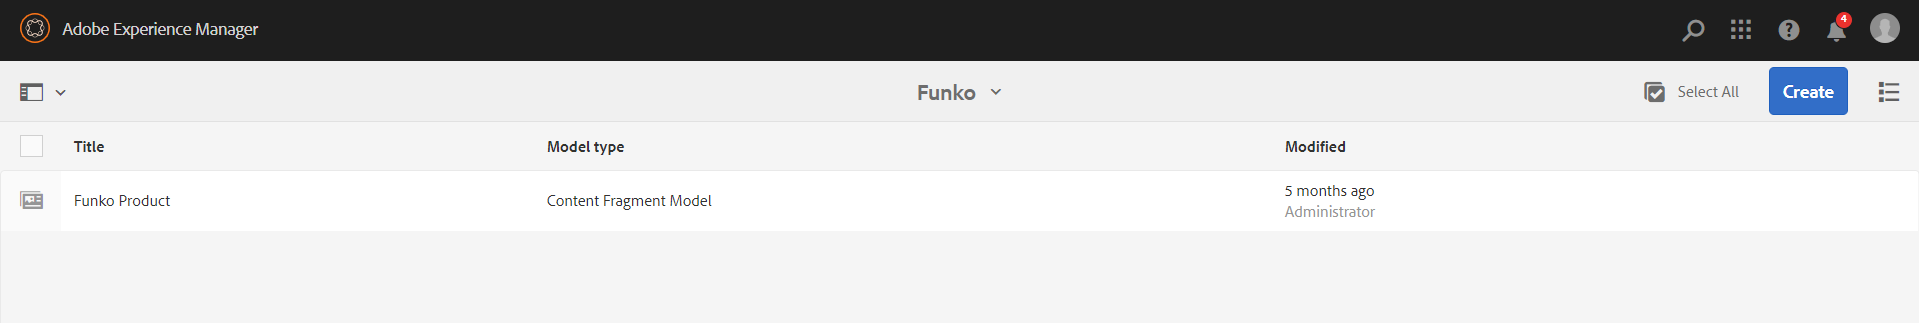 Adobe Experience Manager
4
Funko
Select All
Create
Title
Model type
Modified
Funko Product
Content Fragment Model
5 months ago
Administrator